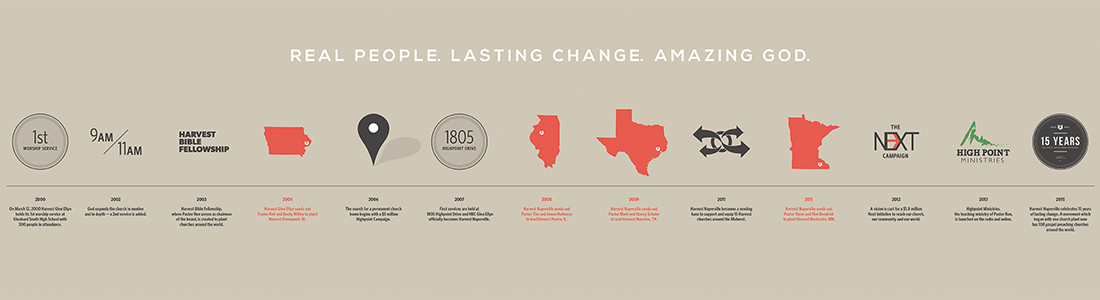 REAL PEOPLE. LASTING CHANGE. AMAZING GOD.
1st
WORSHIP SERVICE
9AM
11AM
HARVEST
BIBLE
FELLOWSHIP
1805
HIGHPOINT DRIVE
THE
NEXT
CAMPAIGN
HIGH POINT
MINISTRIES
15 YEARS
2000
On March 12, 2000 Harvest Glen Ellyn
holds its 1st worship service at
Glenbard South High School with
300 people in attendance.
2002
God expands the church in number
and in depth — a 2nd service is added.
2003
Harvest Bible Fellowship,
where Pastor Ron serves as chairman
of the board, is created to plant
churches around the world.
2004
Harvest Glen Ellyn sends out
Pastor Rick and Becky to plant
Harvest Davenport, IA.
2006
The search for a permanent church
home begins with a $5 million
Highpoint Campaign.
2007
First services are held at
1805 Highpoint Drive and HBC Glen Ellyn
officially becomes Harvest Naperville.
2008
Harvest Naperville sends out
Pastor Tim and Jenny
to lead Harvest Peoria, IL.
2009
Harvest Naperville sends out
Pastor Mark and Stacey
to lead Harvest Houston, TX.
2011
Harvest Naperville becomes a sending
base to support and equip 15 Harvest
churches around the Midwest.
2011
Harvest Naperville sends out
Pastor Steve and Kim
to plant Harvest Rochester, MN.
2012
A vision is cast for a $1.8 million
Next Initiative to reach our church,
our community and our world.
2013
Highpoint Ministries,
the teaching ministry of Pastor Ron,
is launched on the radio and online.
2015
Harvest Naperville celebrates 15 years
of lasting change. A movement which
began with one church plant now
has 106 gospel preaching churches
around the world.